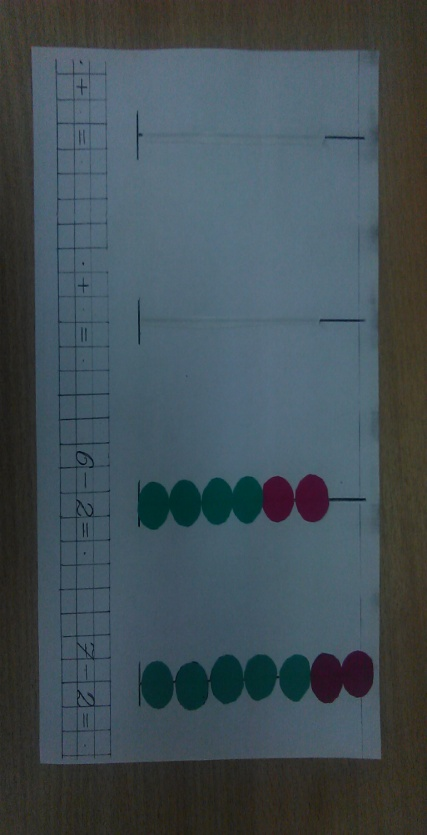 · + · = ·   · + · = ·   6 - 2 = ·   7 - 2 = ·